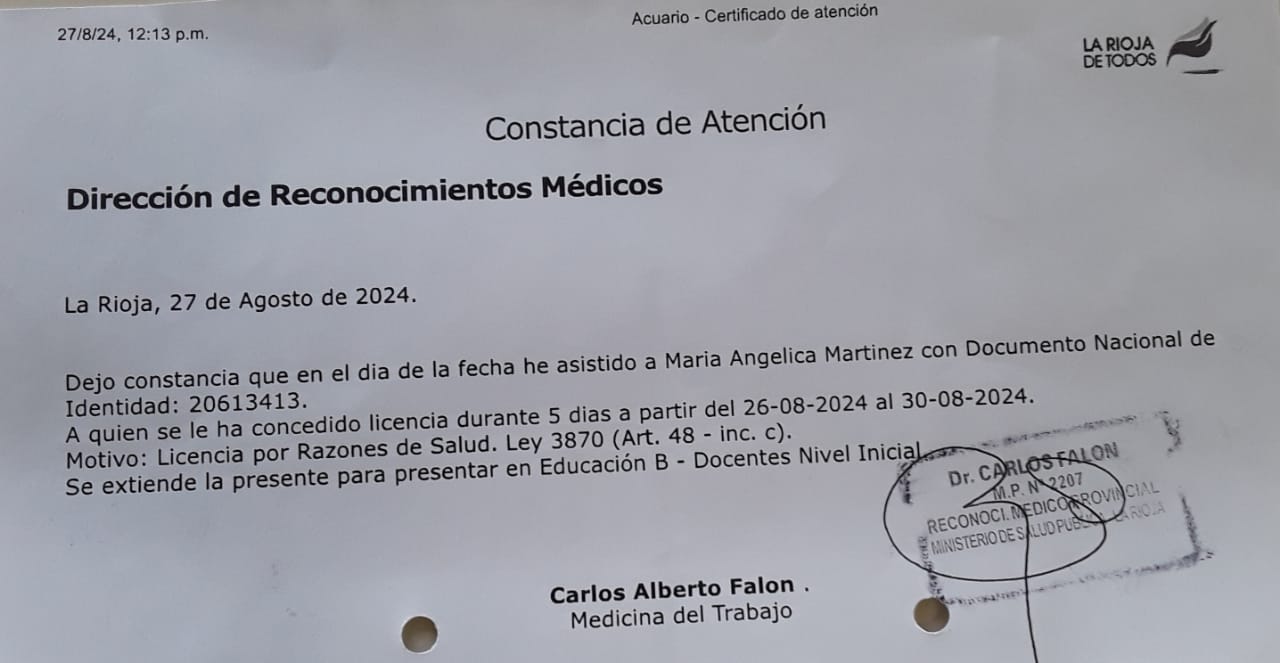 27/8/24, 12:13 p.m.
Acuario - Certificado de atención
LA RIOJA
DE TODOS
Constancia de Atención
Dirección de Reconocimientos Médicos
La Rioja, 27 de Agosto de 2024.
Dejo constancia que en el dia de la fecha he asistido a Maria Angelica Martinez con Documento Nacional de
Identidad: 20613413.
A quien se le ha concedido licencia durante 5 dias a partir del 26-08-2024 al 30-08-2024.
Motivo: Licencia por Razones de Salud. Ley 3870 (Art. 48 - inc. c).
Se extiende la presente para presentar en Educación B - Docentes Nivel Inicial
Dr. CARLOS FALON
M.P. N° 2207
RECONOCI. MEDICO PROVINCIAL
MINISTERIO DE SALUD PUBLICA LA RIOJA
Carlos Alberto Falon .
Medicina del Trabajo